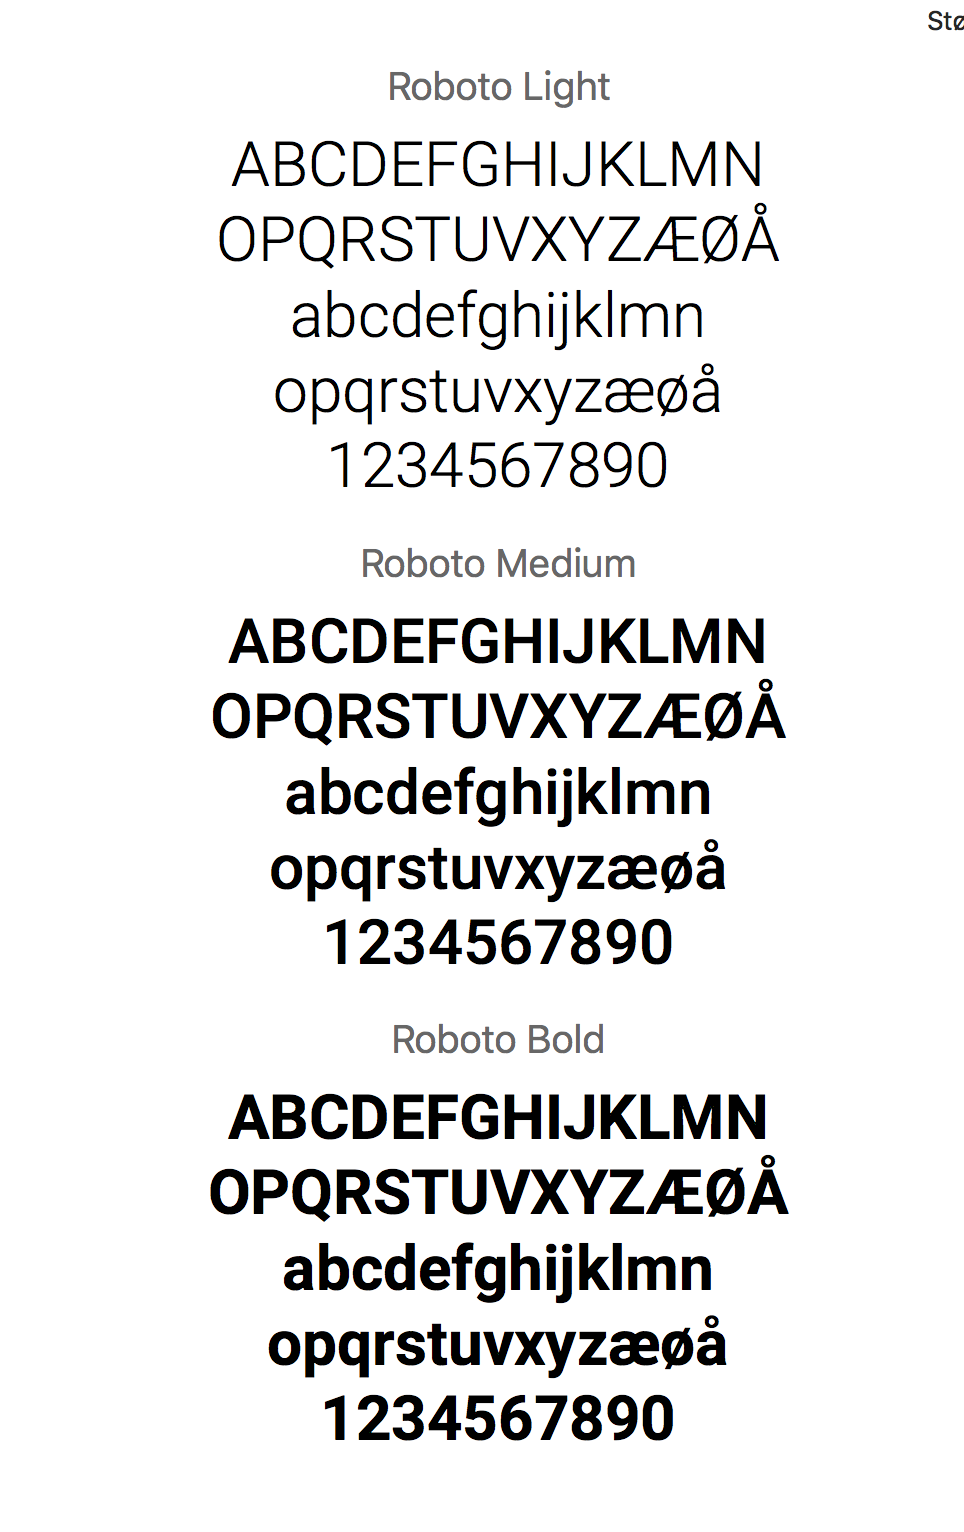 Stø
Roboto Light
ABCDEFGHIJKLMN
OPQRSTUVXYZÆØÅ
abcdefghijklmn
opqrstuvxyzæøå
1234567890
Roboto Medium
ABCDEFGHIJKLMN
OPQRSTUVXYZÆØÅ
abcdefghijklmn
opqrstuvxyzæøå
1234567890
Roboto Bold
ABCDEFGHIJKLMN
OPQRSTUVXYZÆØÅ
abcdefghijklmn
opqrstuvxyzæøå
1234567890